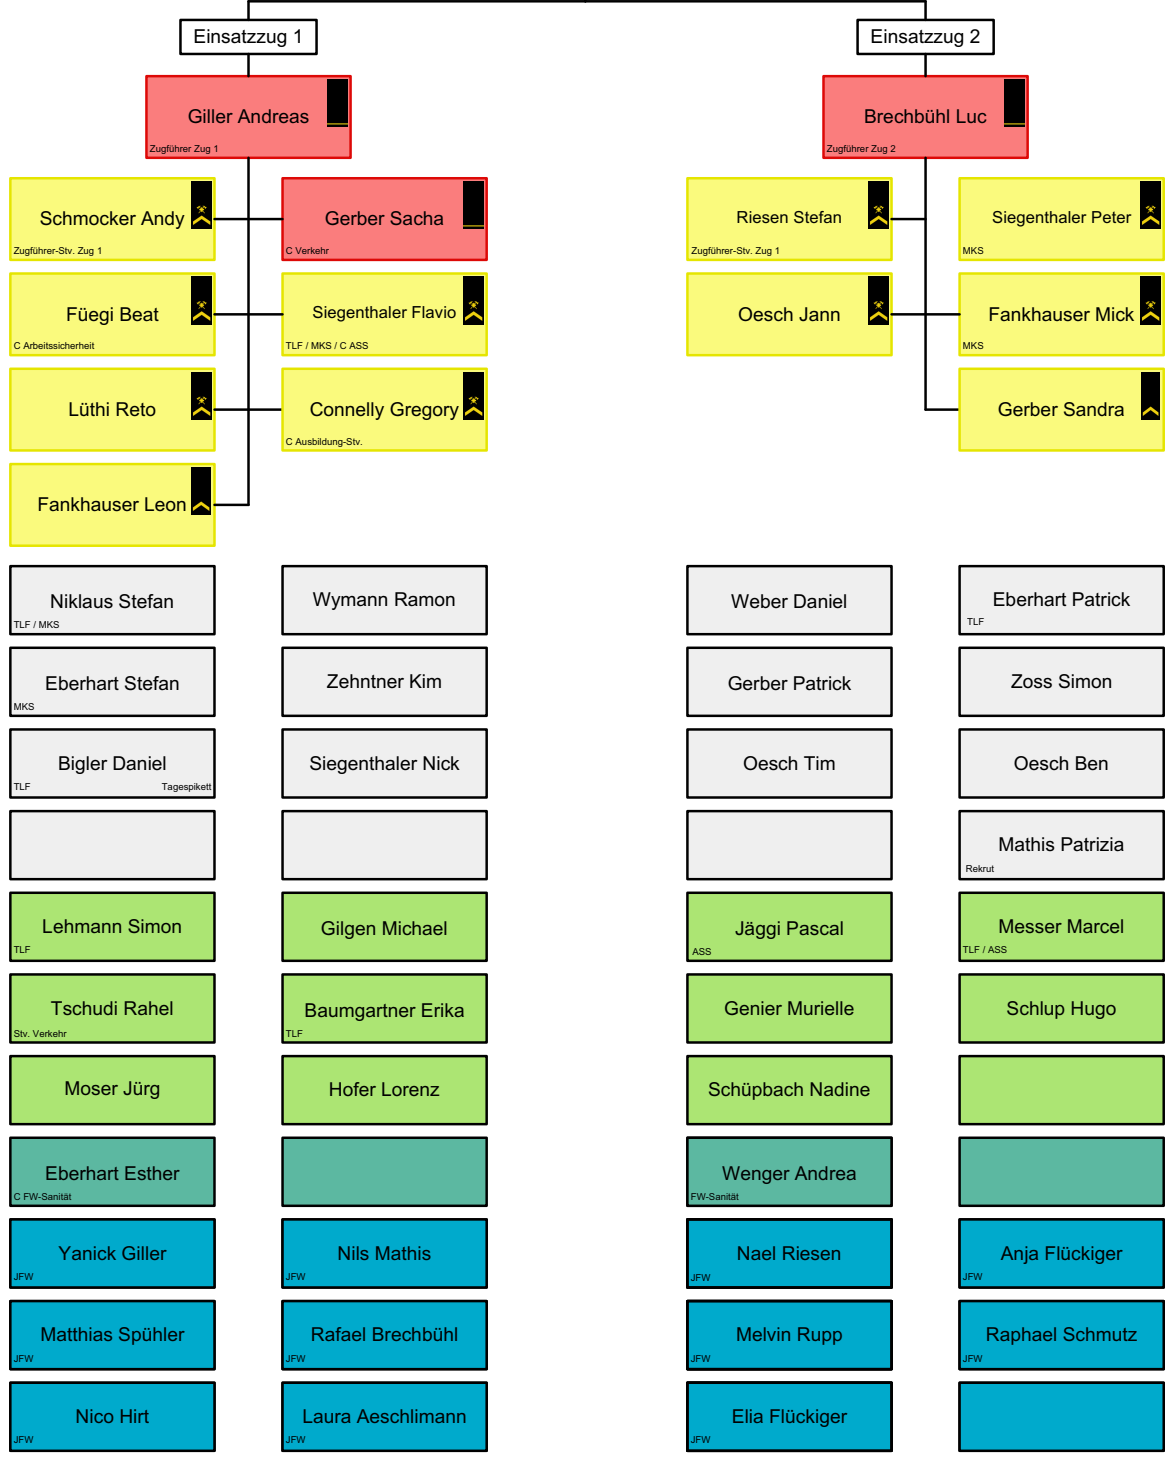 Einsatzzug 1
Einsatzzug 2
Giller Andreas
Zugführer Zug 1
Brechbühl Luc
Zugführer Zug 2
Schmocker Andy
Zugführer-Stv. Zug 1
Gerber Sacha
C Verkehr
Riesen Stefan
Zugführer-Stv. Zug 1
Siegenthaler Peter
MKS
Füegi Beat
C Arbeitssicherheit
Siegenthaler Flavio
TLF / MKS / C ASS
Oesch Jann
Fankhauser Mick
MKS
Lüthi Reto
Connelly Gregory
C Ausbildung-Stv.
Gerber Sandra
Fankhauser Leon
Niklaus Stefan
TLF / MKS
Wymann Ramon
Weber Daniel
Eberhart Patrick
TLF
Eberhart Stefan
MKS
Zehntner Kim
Gerber Patrick
Zoss Simon
Bigler Daniel
TLF Tagespikett
Siegenthaler Nick
Oesch Tim
Oesch Ben
Mathis Patrizia
Rekrut
Lehmann Simon
TLF
Gilgen Michael
Jäggi Pascal
ASS
Messer Marcel
TLF / ASS
Tschudi Rahel
Stv. Verkehr
Baumgartner Erika
TLF
Genier Murielle
Schlup Hugo
Moser Jürg
Hofer Lorenz
Schüpbach Nadine
Eberhart Esther
C FW-Sanität
Wenger Andrea
FW-Sanität
Yanick Giller
JFW
Nils Mathis
JFW
Nael Riesen
JFW
Anja Flückiger
JFW
Matthias Spühler
JFW
Rafael Brechbühl
JFW
Melvin Rupp
JFW
Raphael Schmutz
JFW
Nico Hirt
JFW
Laura Aeschlimann
JFW
Elia Flückiger
JFW